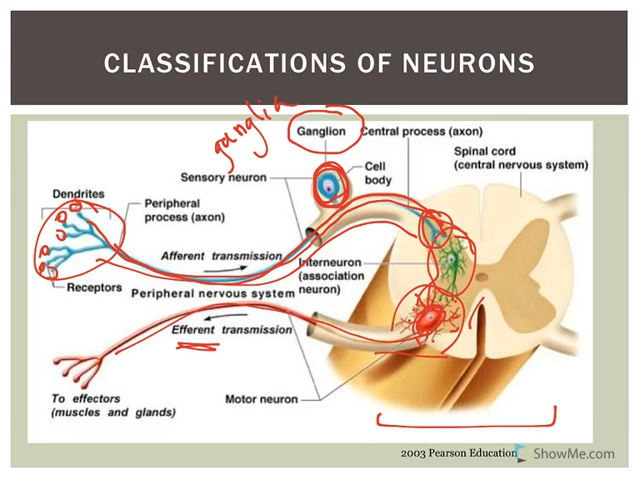 CLASSIFICATIONS OF NEURONS
ganglia
Ganglion
Central process (axon)
Spinal cord
(central nervous system)
Cell
body
Sensory neuron
Dendrites
Peripheral
process (axon)
Afferent transmission
Interneuron
(association
neuron)
Receptors
Peripheral nervous system
Efferent transmission
To effectors
(muscles and glands)
Motor neuron
2003 Pearson Education
ShowMe.com